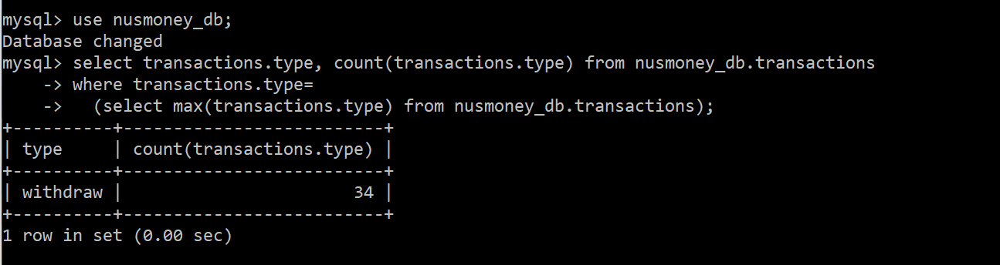 mysql> use nusmoney_db;
Database changed
mysql> select transactions.type, count(transactions.type) from nusmoney_db.transactions
    -> where transactions.type=
    ->   (select max(transactions.type) from nusmoney_db.transactions);
+----------+--------------------------+
| type     | count(transactions.type) |
+----------+--------------------------+
| withdraw |                       34 |
+----------+--------------------------+
1 row in set (0.00 sec)